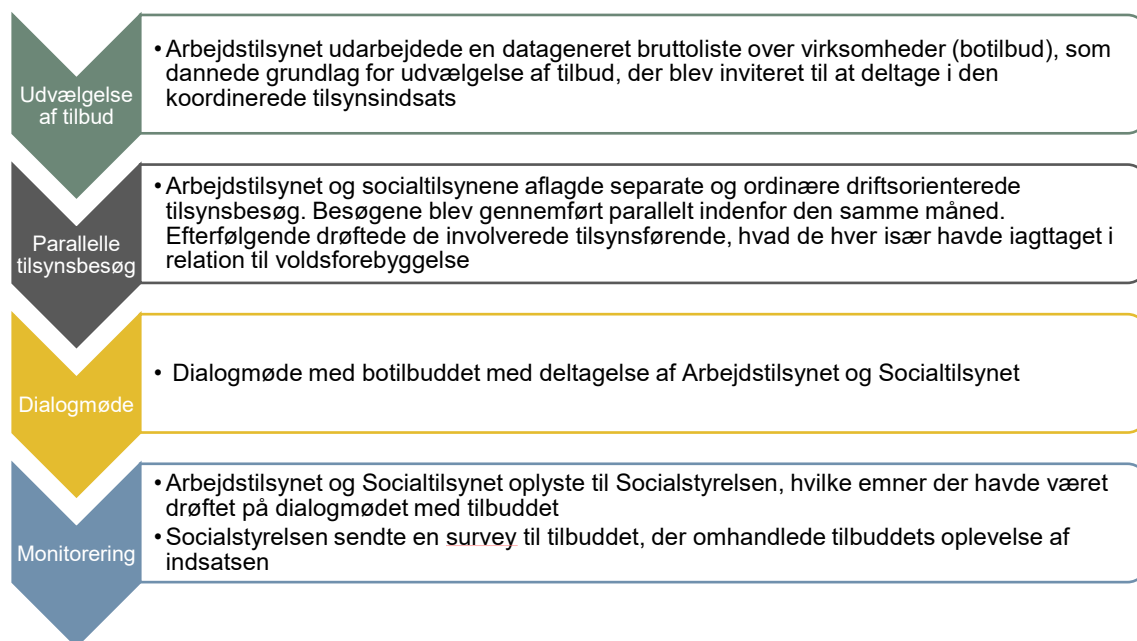 Udvælgelse
af tilbud
• Arbejdstilsynet udarbejdede en datageneret bruttoliste over virksomheder (botilbud), som
dannede grundlag for udvælgelse af tilbud, der blev inviteret til at deltage i den
koordinerede tilsynsindsats
Parallelle
tilsynsbesøg
• Arbejdstilsynet og socialtilsynene aflagde separate og ordinære driftsorienterede
tilsynsbesøg. Besøgene blev gennemført parallelt indenfor den samme måned.
Efterfølgende drøftede de involverede tilsynsførende, hvad de hver især havde iagttaget i
relation til voldsforebyggelse
Dialogmøde
• Dialogmøde med botilbuddet med deltagelse af Arbejdstilsynet og Socialtilsynet
Monitorering
• Arbejdstilsynet og Socialtilsynet oplyste til Socialstyrelsen, hvilke emner der havde været
drøftet på dialogmødet med tilbuddet
• Socialstyrelsen sendte en survey til tilbuddet, der omhandlede tilbuddets oplevelse af
indsatsen